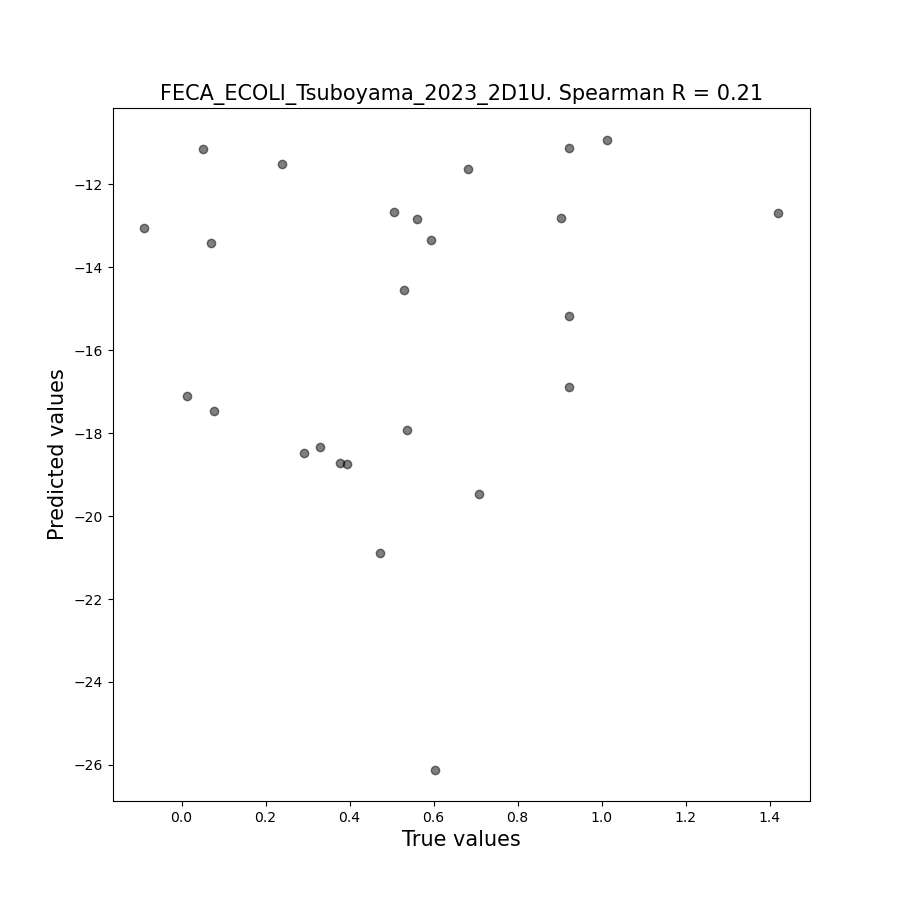 FECA_ECOLI_Tsuboyama_2023_2D1U. Spearman R = 0.21
−12
−14
−16
−18
−20
−22
−24
−26
Predicted values
0.0 0.2 0.4 0.6 0.8 1.0 1.2 1.4
True values